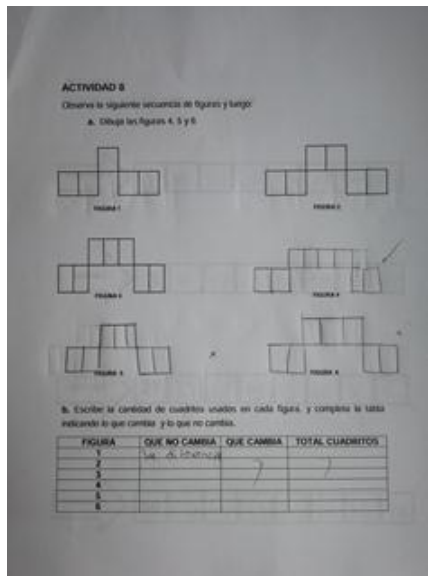 ACTIVIDAD 8
Observa la siguiente secuencia de figuras y luego:
a. Dibuja las figuras 4, 5 y 6
FIGURA 1
FIGURA 2
FIGURA 3
FIGURA 4
FIGURA 5
FIGURA 6
b. Escribe la cantidad de cuadritos usados en cada figura, y completa la tabla
indicando lo que cambia y lo que no cambia.
FIGURA QUE NO CAMBIA QUE CAMBIA TOTAL CUADRITOS
1 la distancia
2
3
4
5
6